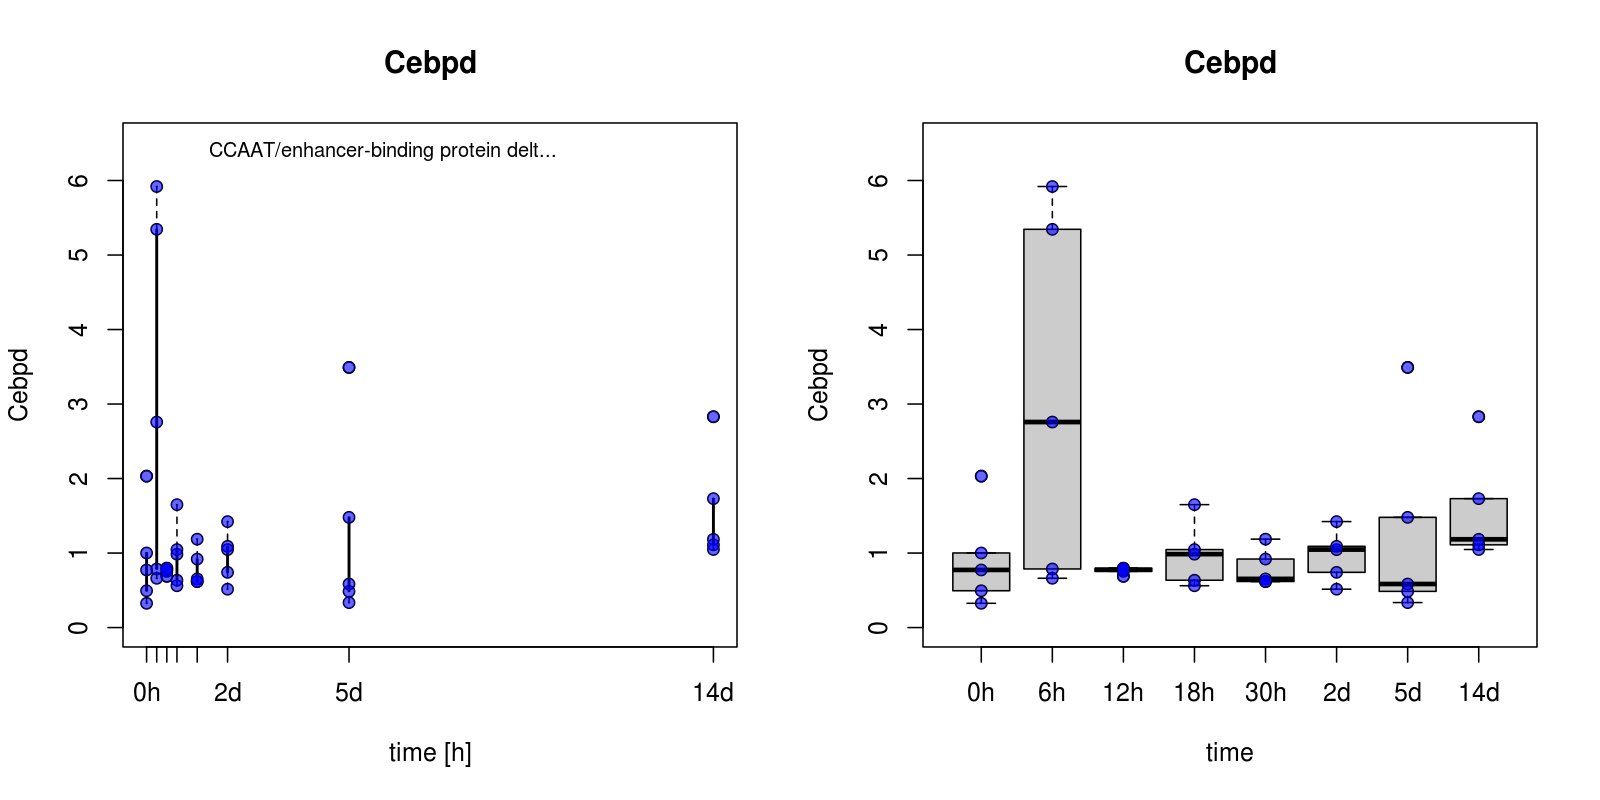 Cebpd
CCAAT/enhancer-binding protein delt...
Cebpd
6
5
4
3
2
1
0
0h 2d 5d 14d
time [h]
Cebpd
Cebpd
6
5
4
3
2
1
0
0h 6h 12h 18h 30h 2d 5d 14d
time